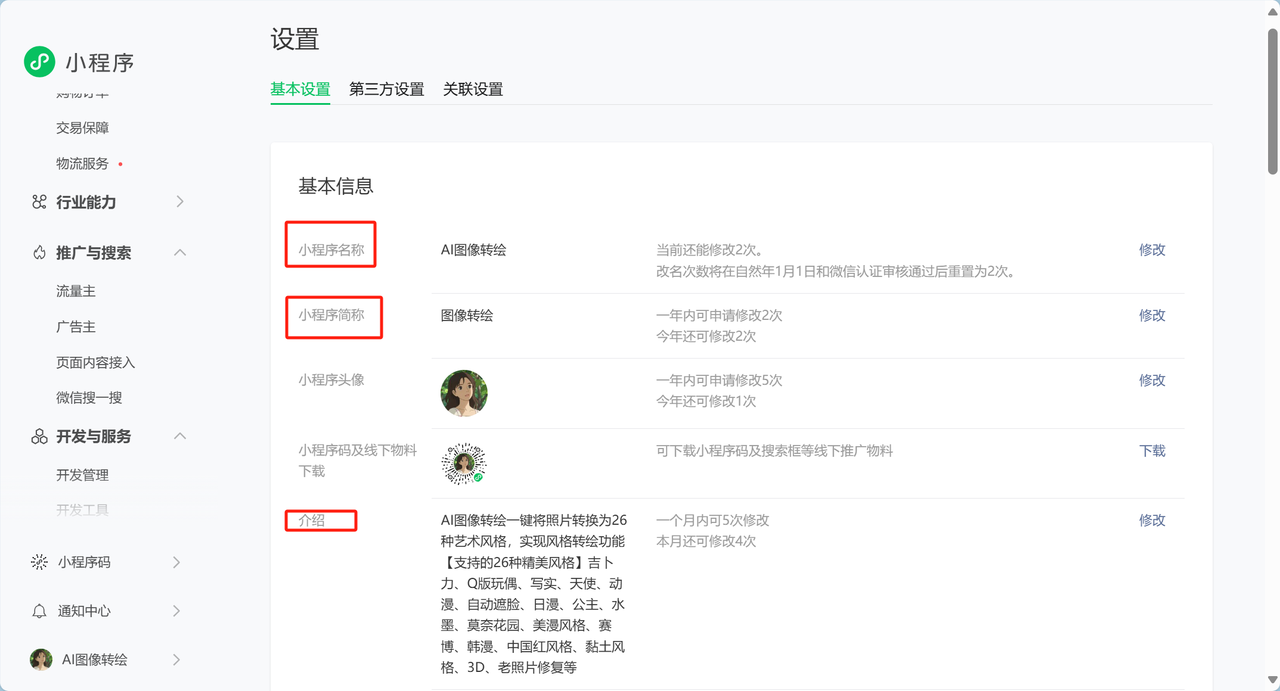 小程序
交易保障
物流服务
行业能力
推广与搜索
流量主
广告主
页面内容接入
微信搜一搜
开发与服务
开发管理
开发工具
小程序码
通知中心
AI图像转绘
设置
基本设置 第三方设置 关联设置
基本信息
小程序名称 AI图像转绘 当前还能修改2次。 修改
改名次数将在自然年1月1日和微信认证审核通过后重置为2次。
小程序简称 图像转绘 一年内可申请修改2次 修改
今年还可修改2次
小程序头像 一年内可申请修改5次 修改
今年还可修改1次
小程序码及线下物料 可下载小程序码及搜索框等线下推广物料 下载
下载
介绍 AI图像转绘一键将照片转换为26 一个月内可5次修改 修改
种艺术风格，实现风格转绘功能 本月还可修改4次
【支持的26种精美风格】吉卜
力、Q版玩偶、写实、天使、动
漫、自动遮脸、日漫、公主、水
墨、莫奈花园、美漫风格、赛
博、韩漫、中国红风格、黏土风
格、3D、老照片修复等